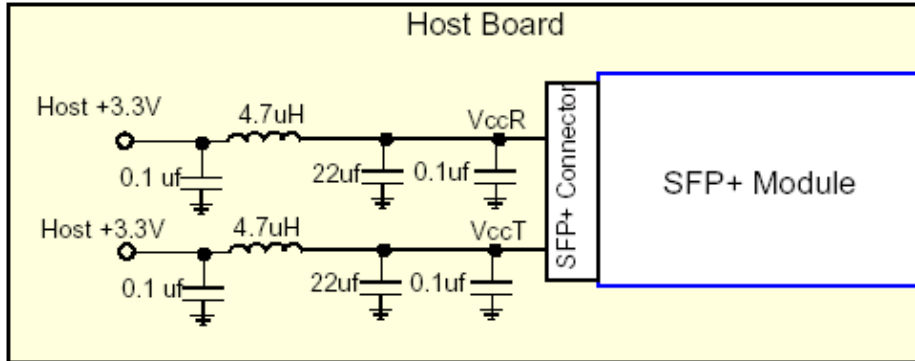 Host Board
Host +3.3V
4.7uH
VccR
0.1 uf
22uf
0.1uf
Host +3.3V
4.7uH
VccT
0.1 uf
22uf
0.1uf
SFP+ Connector
SFP+ Module